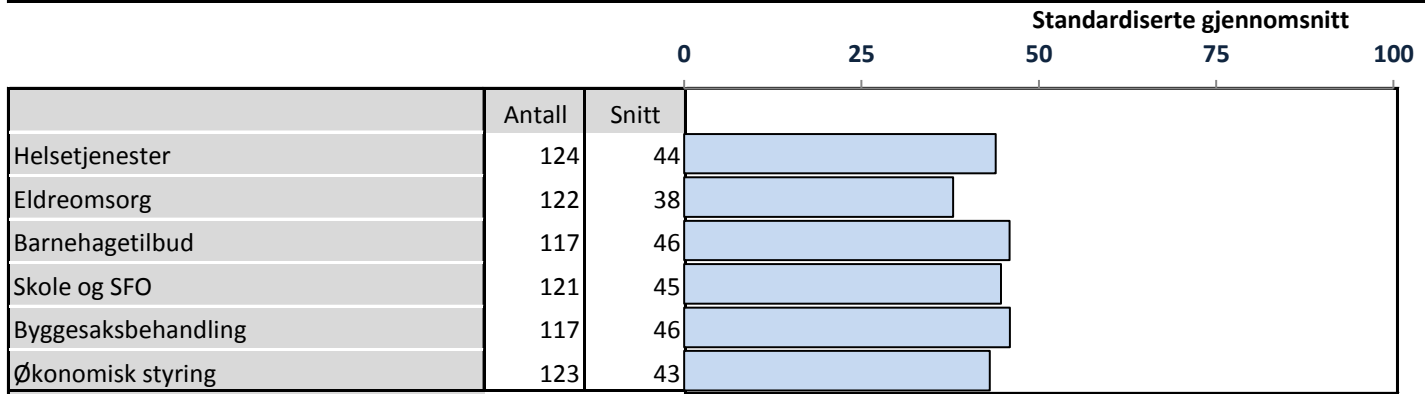 Standardiserte gjennomsnitt
0 25 50 75 100
Antall Snitt
Helsetjenester 124 44
Eldreomsorg 122 38
Barnehagetilbud 117 46
Skole og SFO 121 45
Byggesaksbehandling 117 46
Økonomisk styring 123 43